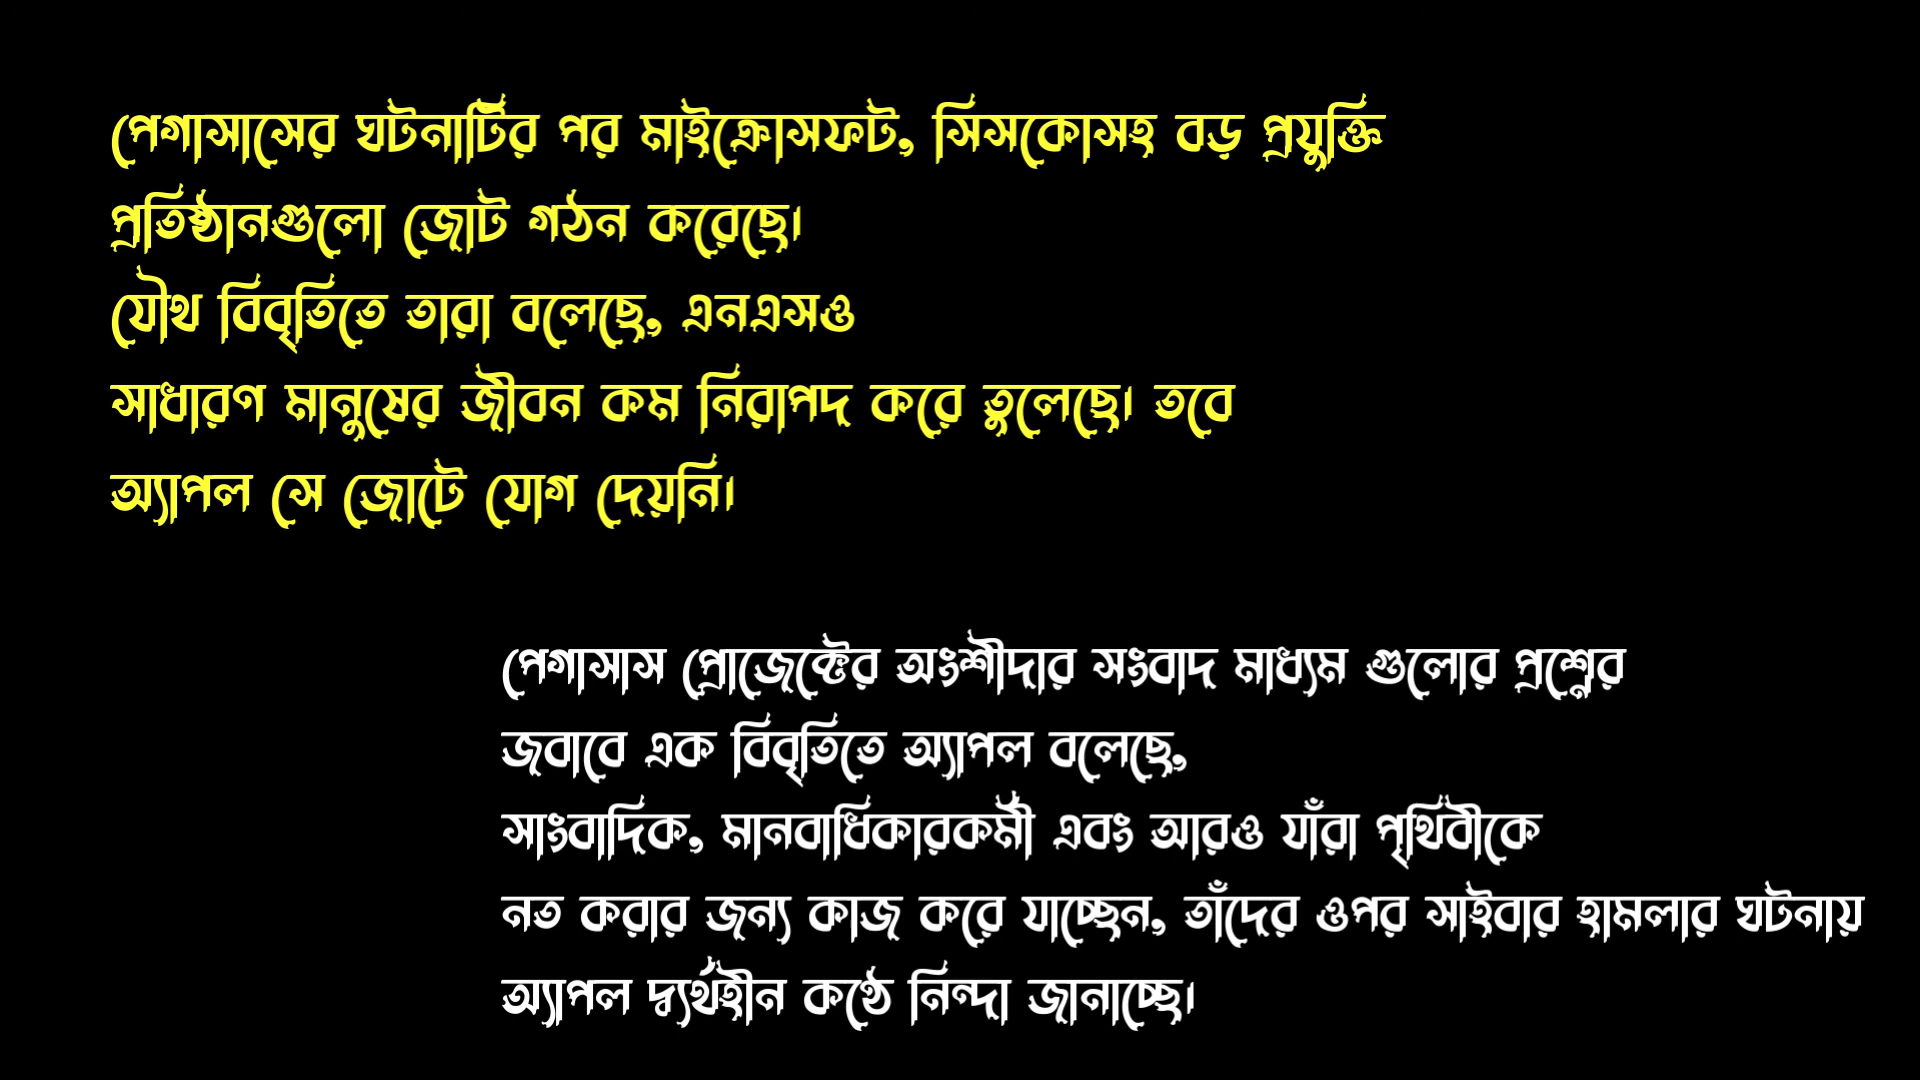 পেগাসাসের ঘটনাটির পর মাইক্রোসফট, সিসকোসহ বড় প্রযুক্তি
প্রতিষ্ঠানগুলো জোট গঠন করেছে।
যৌথ বিবৃতিতে তারা বলেছে, এনএসও
সাধারণ মানুষের জীবন কম নিরাপদ করে তুলেছে। তবে
অ্যাপল সে জোটে যোগ দেয়নি।
পেগাসাস প্রোজেক্টের অংশীদার সংবাদ মাধ্যম গুলোর প্রশ্নের
জবাবে এক বিবৃতিতে অ্যাপল বলেছে,
সাংবাদিক, মানবাধিকারকর্মী এবং আরও যাঁরা পৃথিবীকে
নত করার জন্য কাজ করে যাচ্ছেন, তাঁদের ওপর সাইবার হামলার ঘটনায়
অ্যাপল দ্ব্যর্থহীন কণ্ঠে নিন্দা জানাচ্ছে।